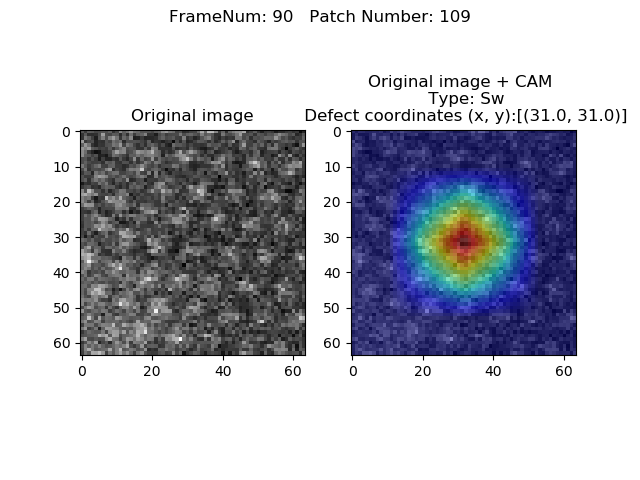 FrameNum: 90   Patch Number: 109
Original image
Original image + CAM
Type: Sw
Defect coordinates (x, y):[(31.0, 31.0)]
0
10
20
30
40
50
60
0 20 40 60
0
10
20
30
40
50
60
0 20 40 60